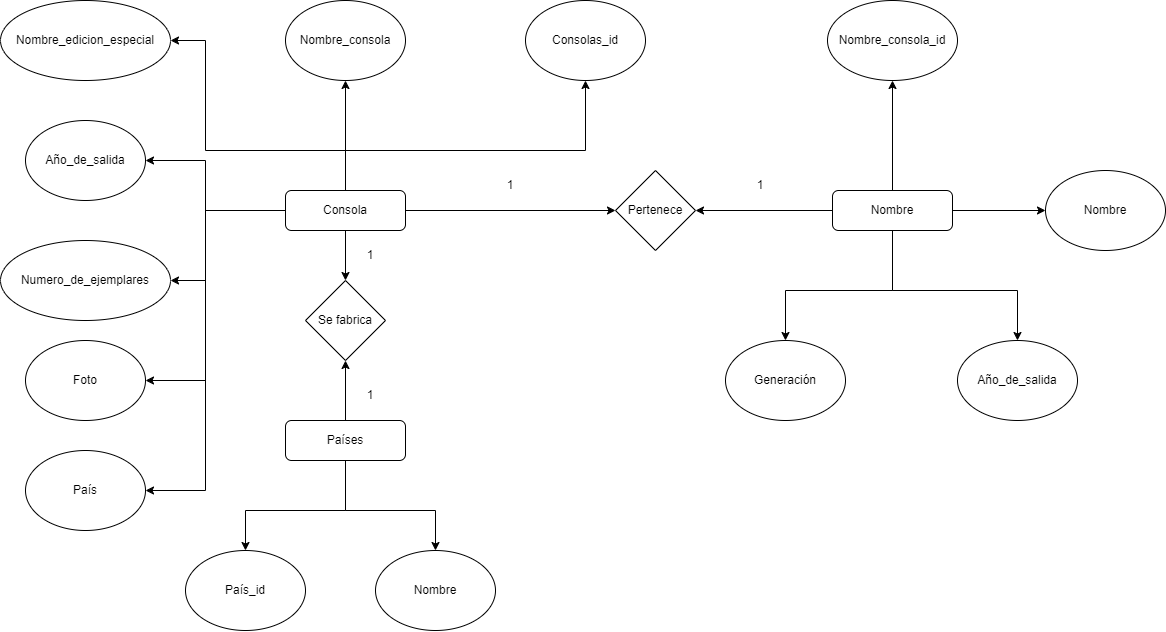 Nombre_edicion_especial
Nombre_consola
Consolas_id
Nombre_consola_id
Año_de_salida
1
1
Consola
Pertenece
Nombre
Nombre
1
Numero_de_ejemplares
Se fabrica
Foto
Generación
Año_de_salida
1
Países
País
País_id
Nombre